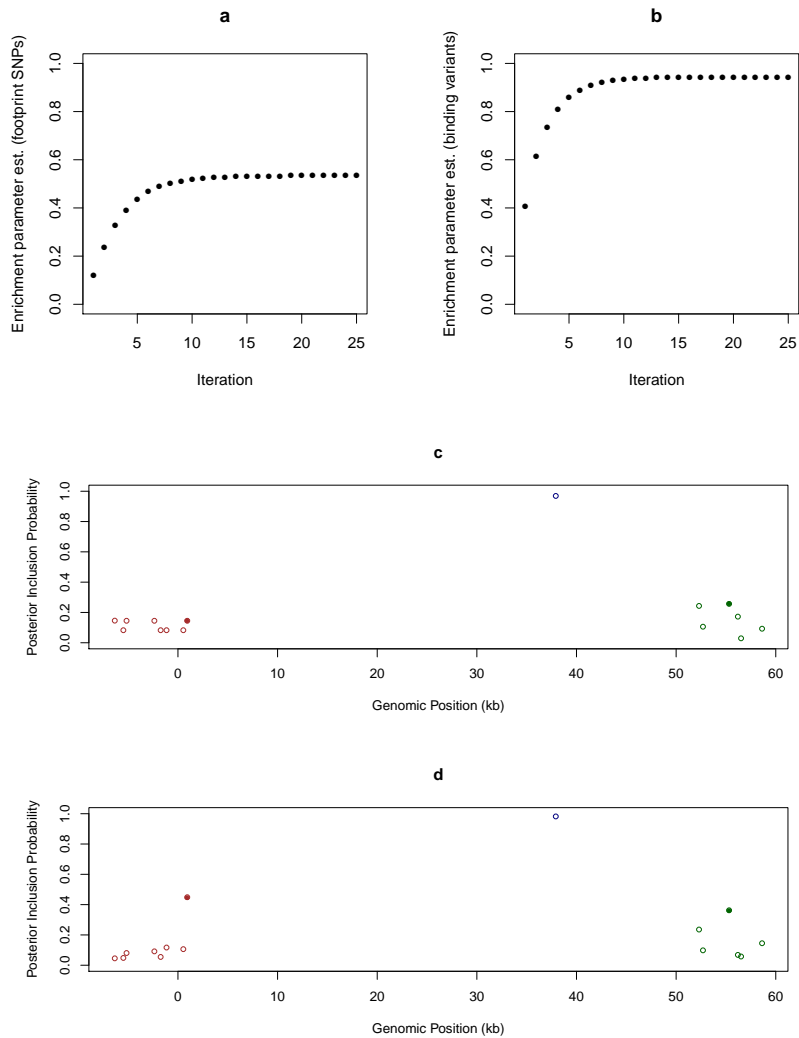 a
Enrichment parameter est. (footprint SNPs)
0.0 0.2 0.4 0.6 0.8 1.0
5 10 15 20 25
Iteration
b
Enrichment parameter est. (binding variants)
0.0 0.2 0.4 0.6 0.8 1.0
5 10 15 20 25
Iteration
c
Posterior Inclusion Probability
0.0 0.2 0.4 0.6 0.8 1.0
0 10 20 30 40 50 60
Genomic Position (kb)
d
Posterior Inclusion Probability
0.0 0.2 0.4 0.6 0.8 1.0
0 10 20 30 40 50 60
Genomic Position (kb)